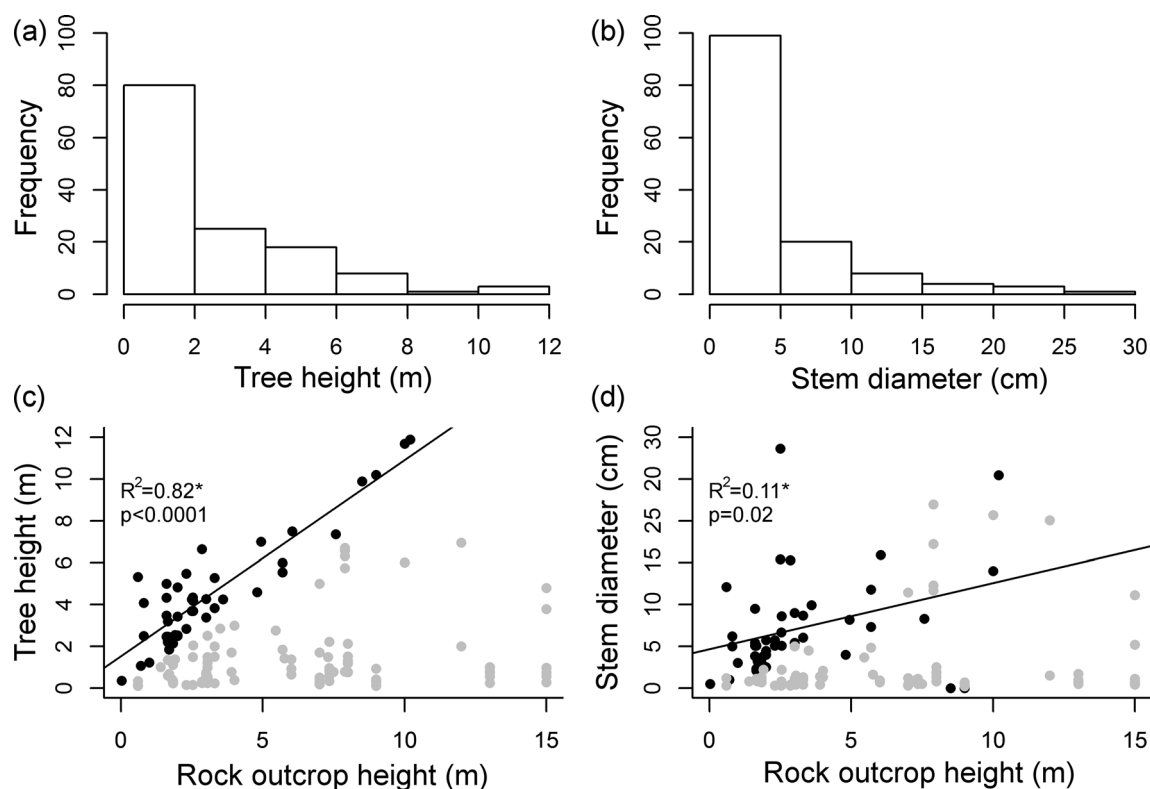 (a)
Frequency
100
80
60
40
20
0
0 2 4 6 8 10 12
Tree height (m)
(b)
Frequency
100
80
60
40
20
0
0 5 10 15 20 25 30
Stem diameter (cm)
(c)
Tree height (m)
12
10
8
6
4
2
0
R²=0.82*
p<0.0001
0 5 10 15
Rock outcrop height (m)
(d)
Stem diameter (cm)
30
20
25
15
10
5
0
R²=0.11*
p=0.02
0 5 10 15
Rock outcrop height (m)